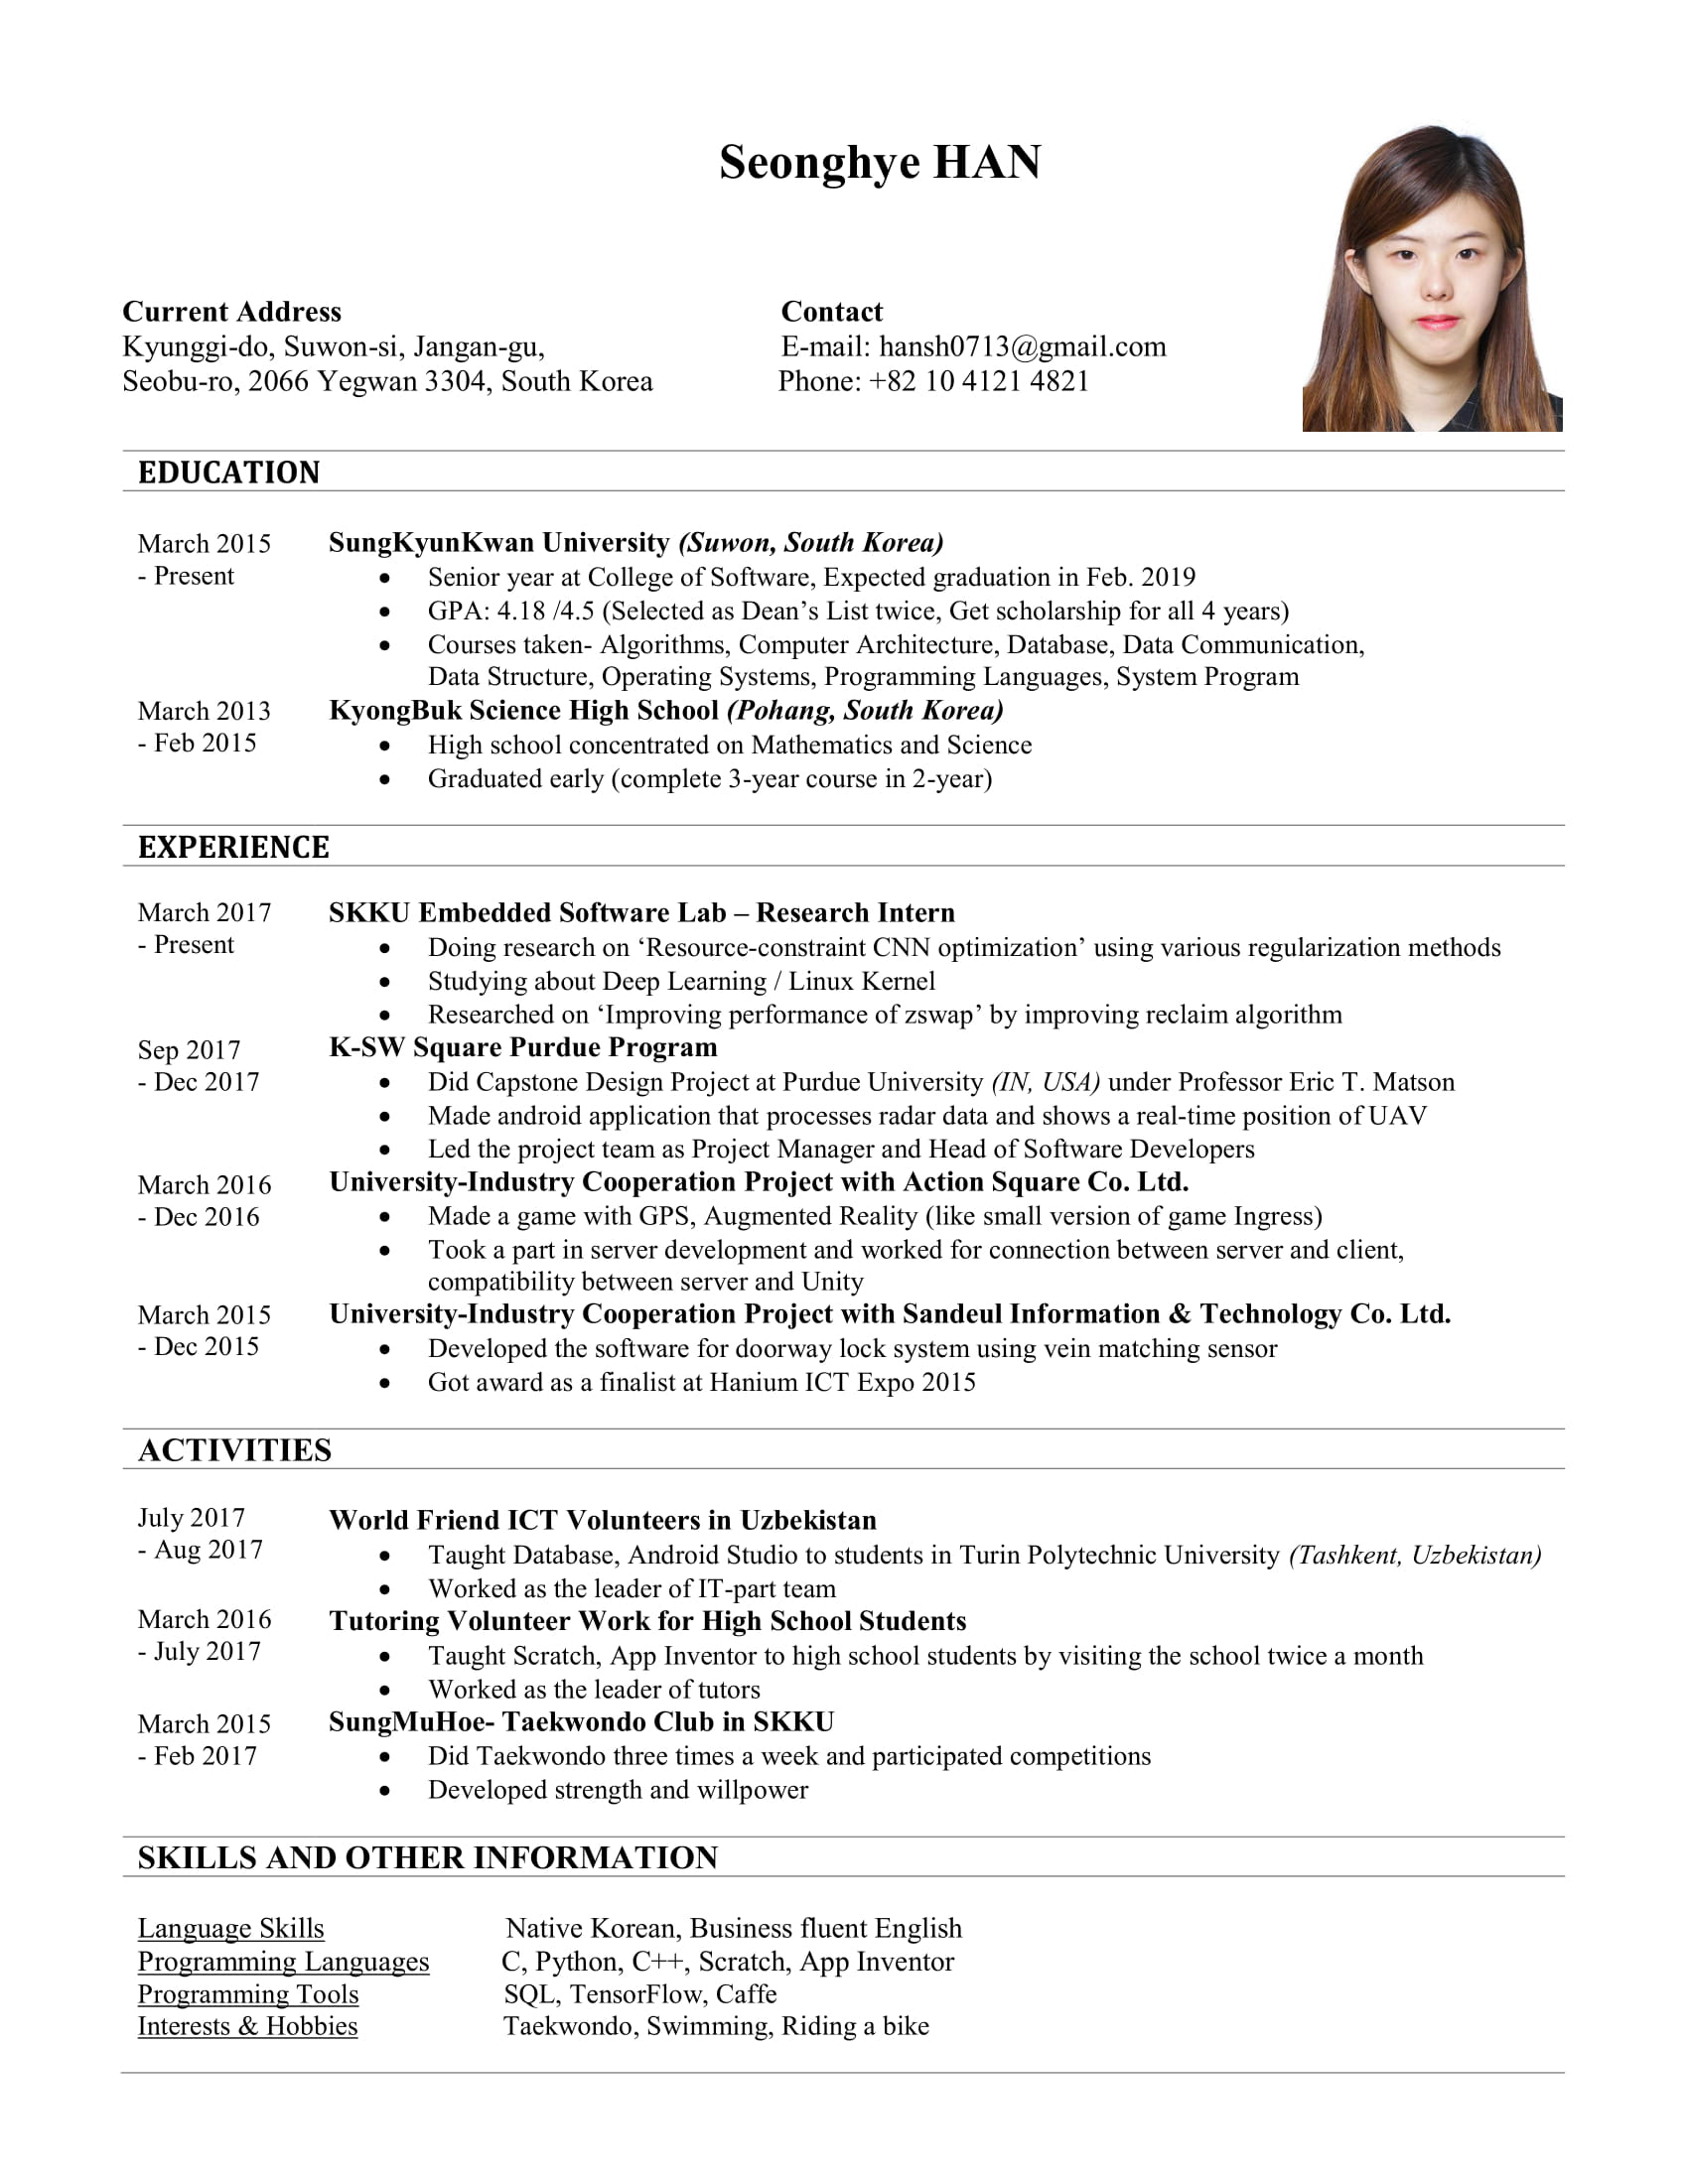 Seonghye HAN
Current Address
Kyunggi-do, Suwon-si, Jangan-gu,
Seobu-ro, 2066 Yegwan 3304, South Korea
Contact
E-mail: hansh0713@gmail.com
Phone: +82 10 4121 4821
EDUCATION
March 2015
- Present
SungKyunKwan University (Suwon, South Korea)
• Senior year at College of Software, Expected graduation in Feb. 2019
• GPA: 4.18 /4.5 (Selected as Dean’s List twice, Get scholarship for all 4 years)
• Courses taken- Algorithms, Computer Architecture, Database, Data Communication,
Data Structure, Operating Systems, Programming Languages, System Program
March 2013
- Feb 2015
KyongBuk Science High School (Pohang, South Korea)
• High school concentrated on Mathematics and Science
• Graduated early (complete 3-year course in 2-year)
EXPERIENCE
March 2017
- Present
SKKU Embedded Software Lab – Research Intern
• Doing research on ‘Resource-constraint CNN optimization’ using various regularization methods
• Studying about Deep Learning / Linux Kernel
• Researched on ‘Improving performance of zswap’ by improving reclaim algorithm
Sep 2017
- Dec 2017
K-SW Square Purdue Program
• Did Capstone Design Project at Purdue University (IN, USA) under Professor Eric T. Matson
• Made android application that processes radar data and shows a real-time position of UAV
• Led the project team as Project Manager and Head of Software Developers
March 2016
- Dec 2016
University-Industry Cooperation Project with Action Square Co. Ltd.
• Made a game with GPS, Augmented Reality (like small version of game Ingress)
• Took a part in server development and worked for connection between server and client,
compatibility between server and Unity
March 2015
- Dec 2015
University-Industry Cooperation Project with Sandeul Information & Technology Co. Ltd.
• Developed the software for doorway lock system using vein matching sensor
• Got award as a finalist at Hanium ICT Expo 2015
ACTIVITIES
July 2017
- Aug 2017
World Friend ICT Volunteers in Uzbekistan
• Taught Database, Android Studio to students in Turin Polytechnic University (Tashkent, Uzbekistan)
• Worked as the leader of IT-part team
March 2016
- July 2017
Tutoring Volunteer Work for High School Students
• Taught Scratch, App Inventor to high school students by visiting the school twice a month
• Worked as the leader of tutors
March 2015
- Feb 2017
SungMuHoe- Taekwondo Club in SKKU
• Did Taekwondo three times a week and participated competitions
• Developed strength and willpower
SKILLS AND OTHER INFORMATION
Language Skills Native Korean, Business fluent English
Programming Languages C, Python, C++, Scratch, App Inventor
Programming Tools SQL, TensorFlow, Caffe
Interests & Hobbies Taekwondo, Swimming, Riding a bike